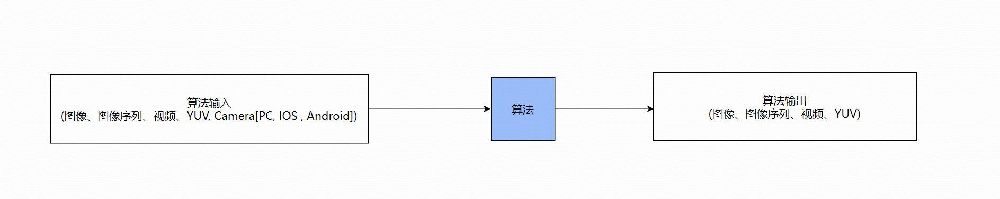 算法输入
(图像、图像序列、视频、YUV, Camera[PC, IOS , Android])
算法
算法输出
(图像、图像序列、视频、YUV)